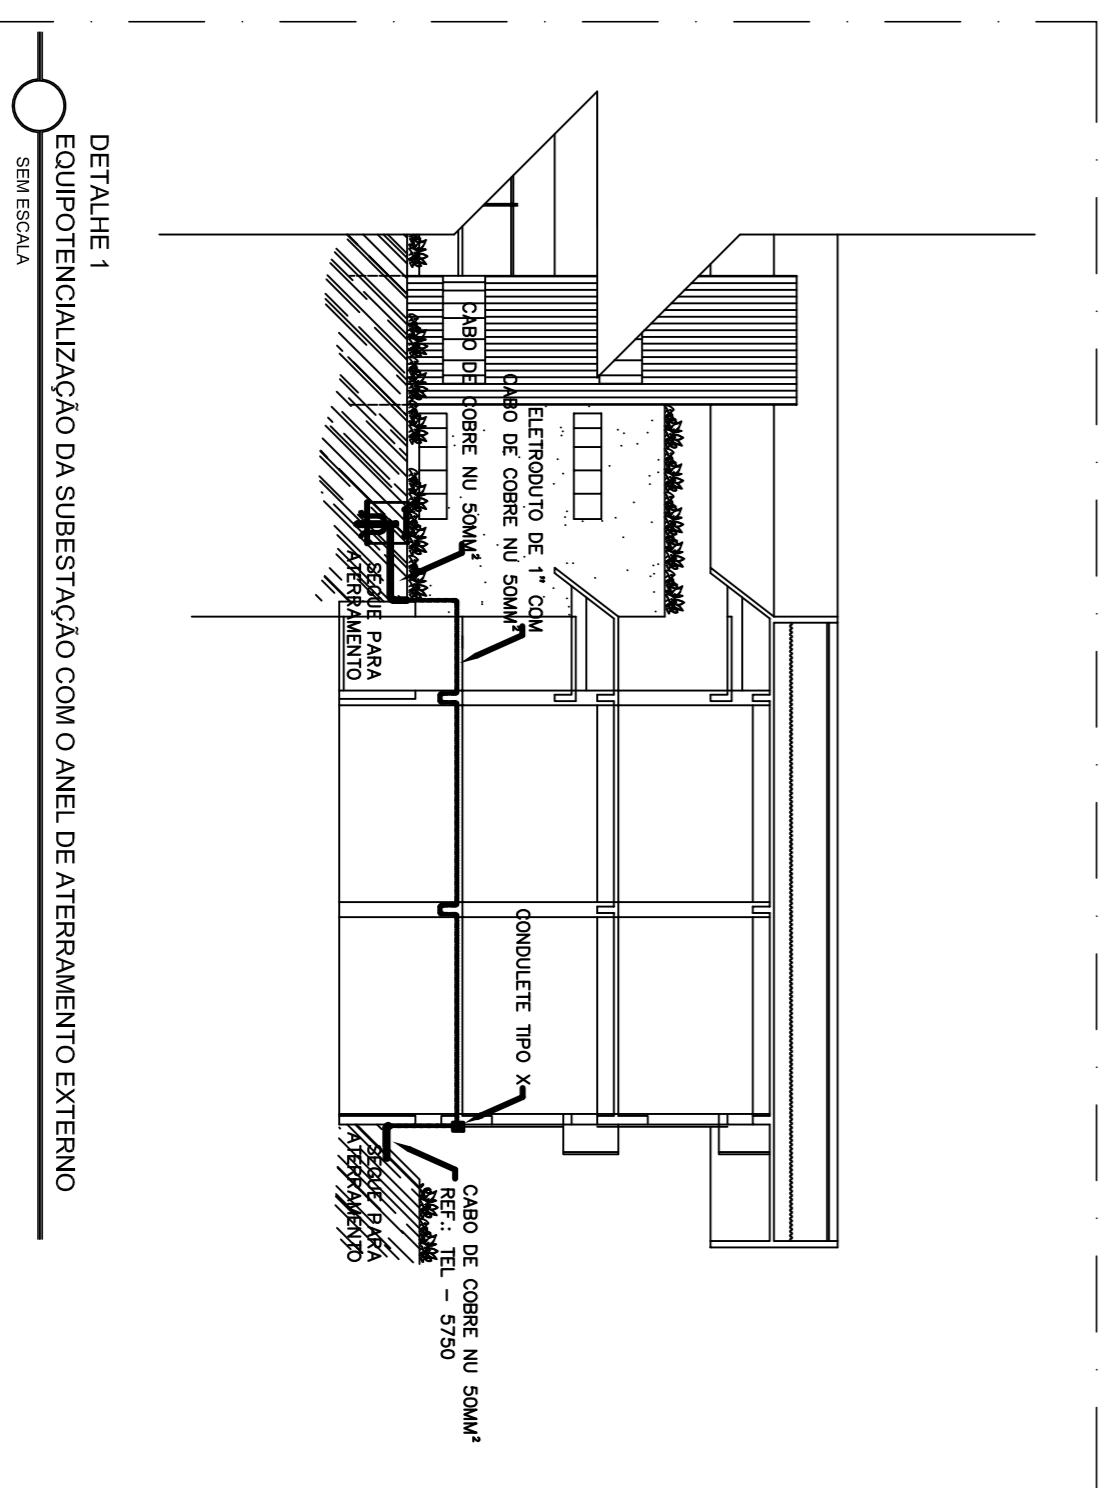 ELETRODUTO DE 1" COM
CABO DE COBRE NU 50MM²
CABO DE COBRE NU 50MM²
SEGUE PARA
ATERRAMENTO
CONDULETE TIPO X
CABO DE COBRE NU 50MM²
REF.: TEL - 5750
SEGUE PARA
ATERRAMENTO
DETALHE 1
EQUIPOTENCIALIZAÇÃO DA SUBESTAÇÃO COM O ANEL DE ATERRAMENTO EXTERNO
SEM ESCALA